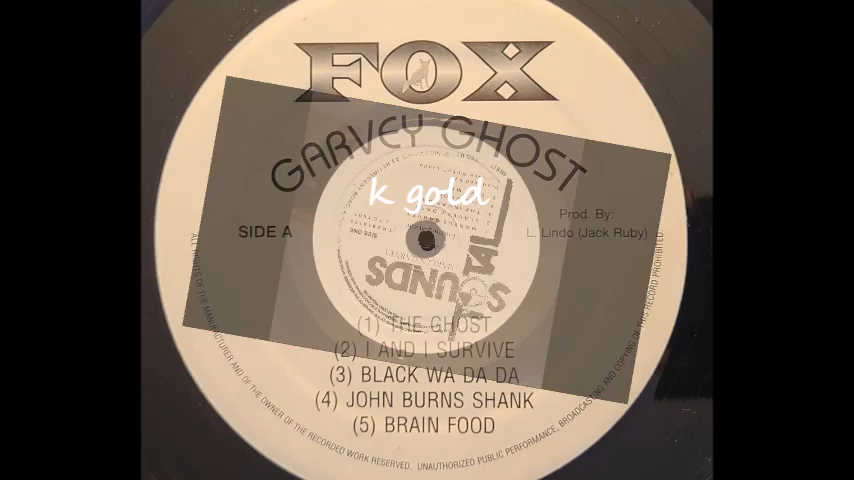 FOX
GARVEY GHOST
k gold
SIDE A
Prod. By:
L. Lindo (Jack Ruby)
SOUNDS
(1) THE GHOST
(2) I AND I SURVIVE
(3) BLACK WA DA DA
(4) JOHN BURNS SHANK
(5) BRAIN FOOD
ALL RIGHTS OF THE MANUFACTURER AND OF THE OWNER OF THE RECORDED WORK RESERVED. UNAUTHORIZED PUBLIC PERFORMANCE, BROADCASTING AND COPYING OF THIS RECORD PROHIBITED.